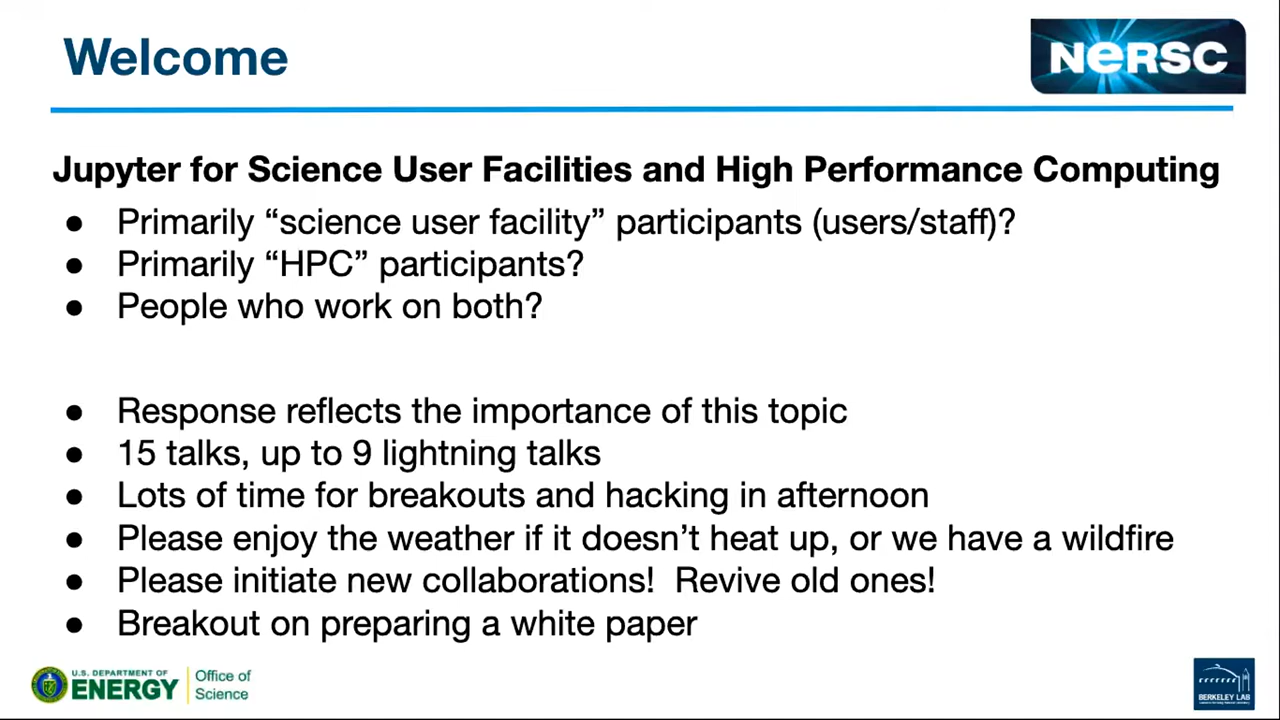 Welcome
NERSC
Jupyter for Science User Facilities and High Performance Computing
● Primarily “science user facility” participants (users/staff)?
● Primarily “HPC” participants?
● People who work on both?
● Response reflects the importance of this topic
● 15 talks, up to 9 lightning talks
● Lots of time for breakouts and hacking in afternoon
● Please enjoy the weather if it doesn’t heat up, or we have a wildfire
● Please initiate new collaborations!  Revive old ones!
● Breakout on preparing a white paper
U.S. DEPARTMENT OF
ENERGY
Office of
Science
BERKELEY LAB